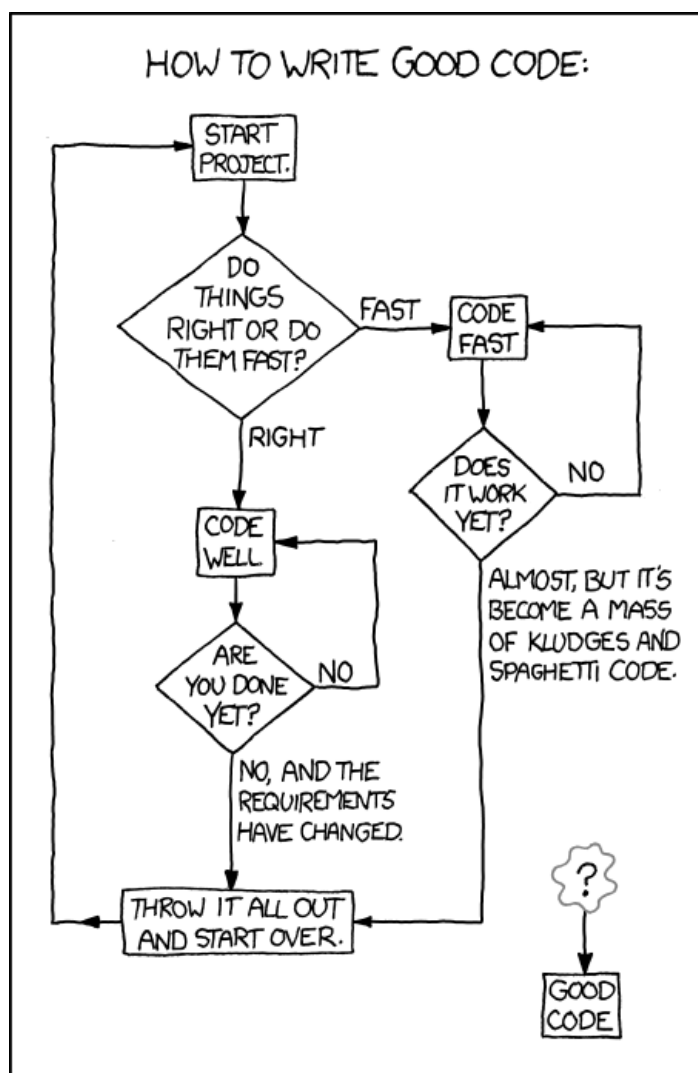 HOW TO WRITE GOOD CODE:
START
PROJECT.
DO
THINGS
RIGHT OR DO
THEM FAST?
FAST
CODE
FAST
DOES
IT WORK
YET?
NO
ALMOST, BUT IT'S
BECOME A MASS
OF KLUDGES AND
SPAGHETTI CODE.
RIGHT
CODE
WELL
ARE
YOU DONE
YET?
NO
NO, AND THE
REQUIREMENTS
HAVE CHANGED.
THROW IT ALL OUT
AND START OVER.
?
GOOD
CODE